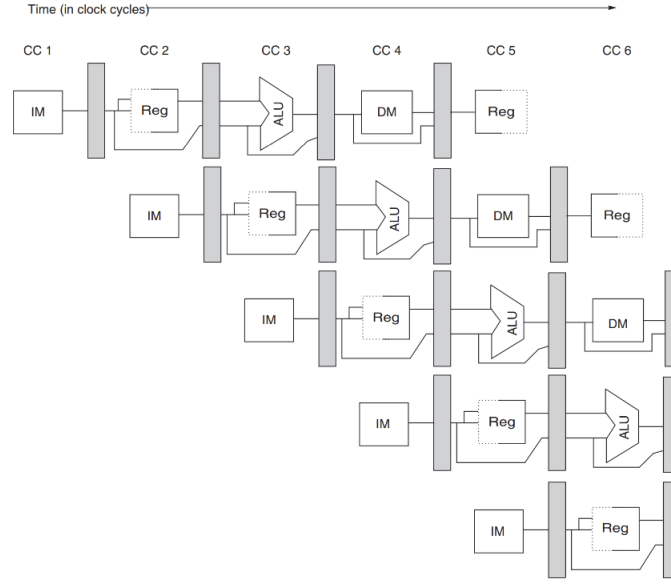 Time (in clock cycles)
CC 1 CC 2 CC 3 CC 4 CC 5 CC 6
IM Reg ALU DM Reg
IM Reg ALU DM Reg
IM Reg ALU DM
IM Reg ALU
IM Reg